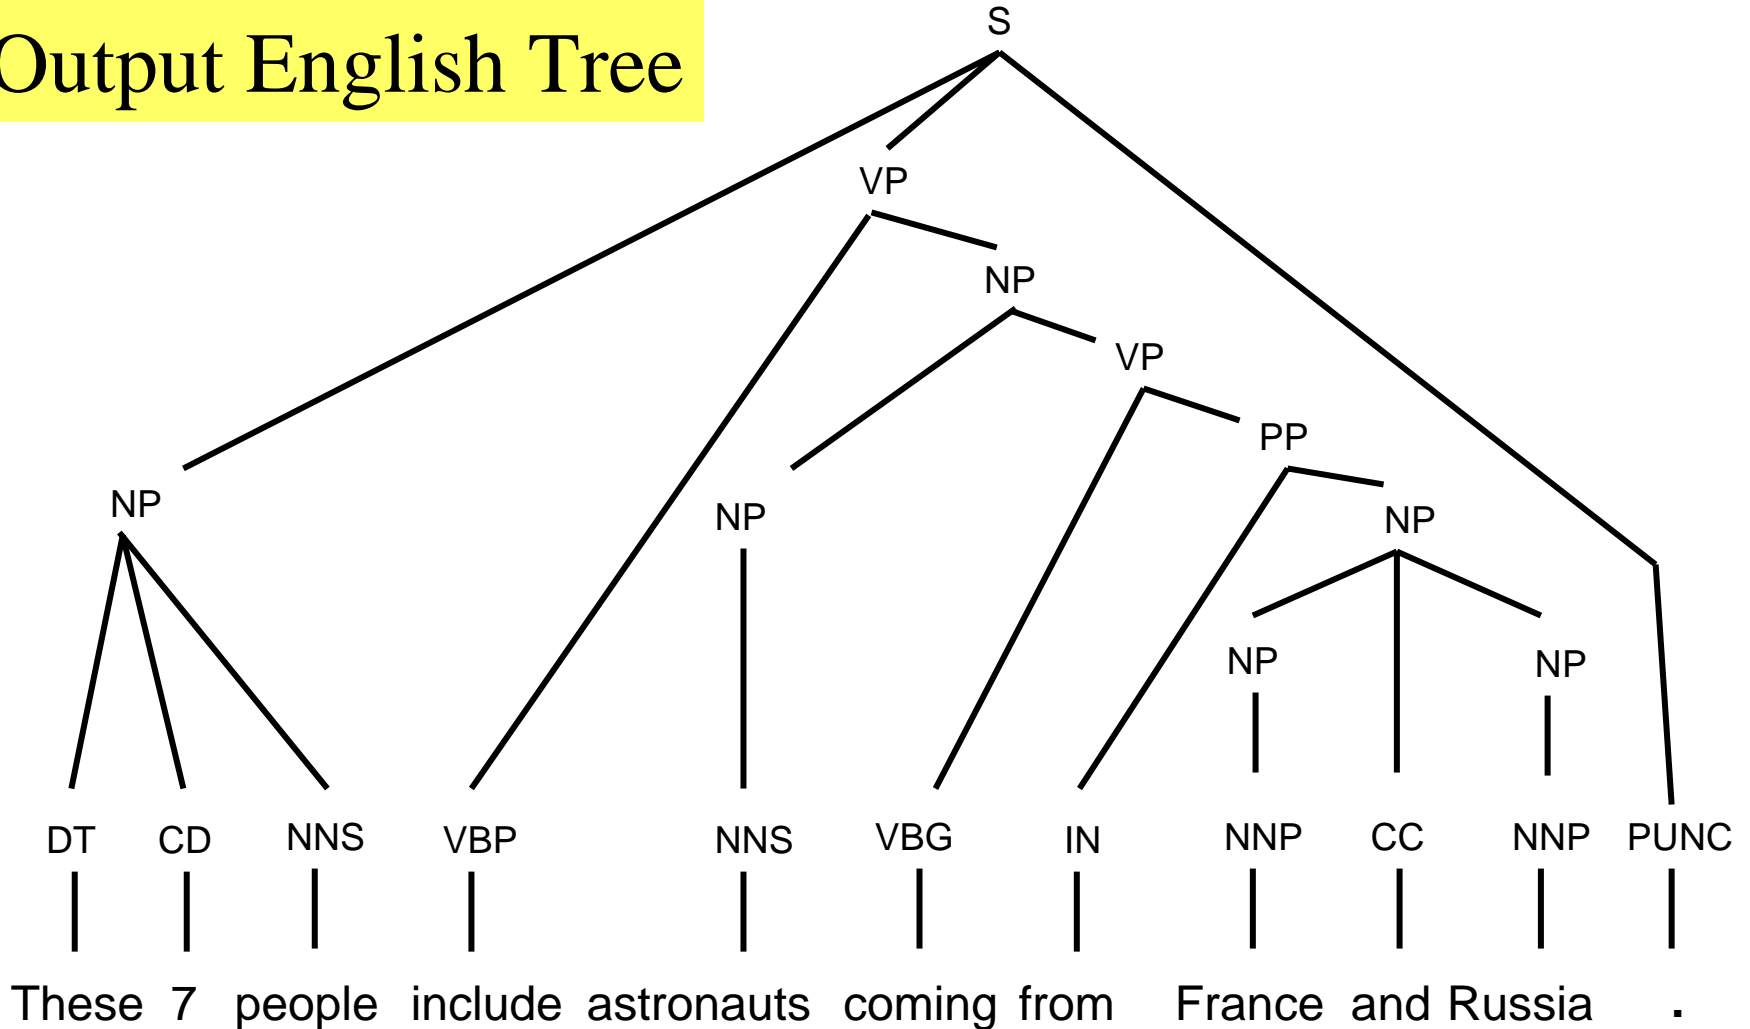 Output English Tree
S
VP
NP
VP
PP
NP NP NP
NP NP
DT CD NNS VBP NNS VBG IN NNP CC NNP PUNC
These 7 people include astronauts coming from France and Russia .